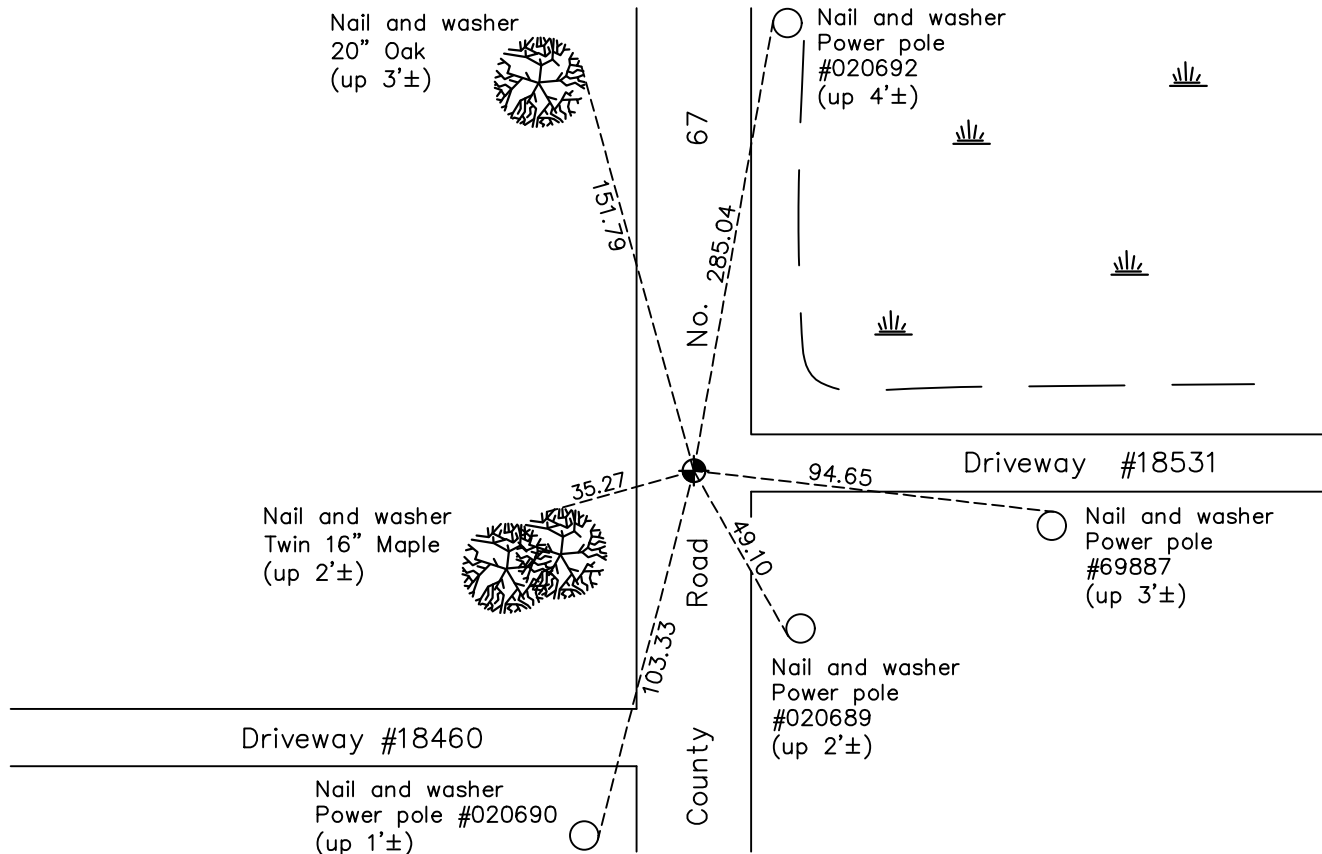 Nail and washer
20” Oak
(up 3'±)
Nail and washer
Power pole
#020692
(up 4'±)
151.79
285.04
County Road No. 67
35.27
94.65
Driveway #18531
Nail and washer
Twin 16” Maple
(up 2'±)
49.10
Nail and washer
Power pole
#69887
(up 3'±)
103.33
Nail and washer
Power pole
#020689
(up 2'±)
Driveway #18460
Nail and washer
Power pole #020690
(up 1'±)